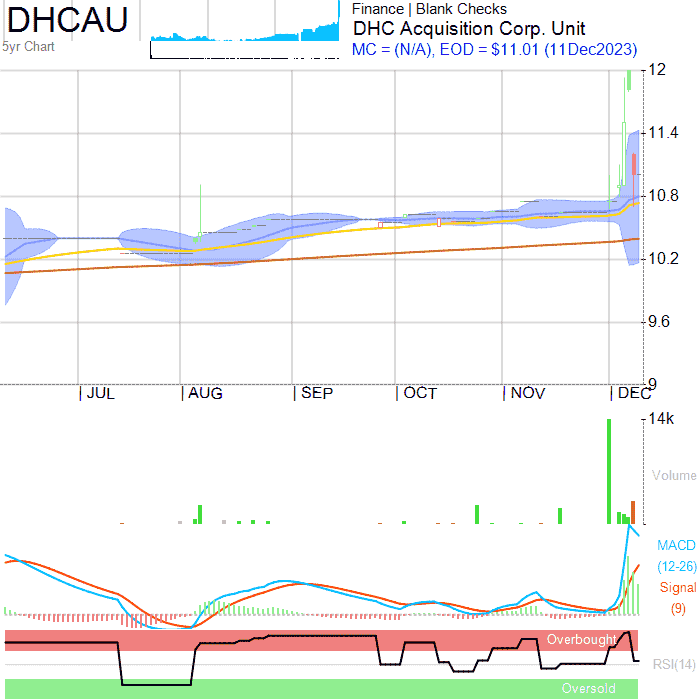 DHCAU
5yr Chart
Finance | Blank Checks
DHC Acquisition Corp. Unit
MC = (N/A), EOD = $11.01 (11Dec2023)
12
11.4
10.8
10.2
9.6
9
| JUL | AUG | SEP | OCT | NOV | DEC
14k
Volume
MACD
(12-26)
Signal
(9)
Overbought
RSI(14)
Oversold